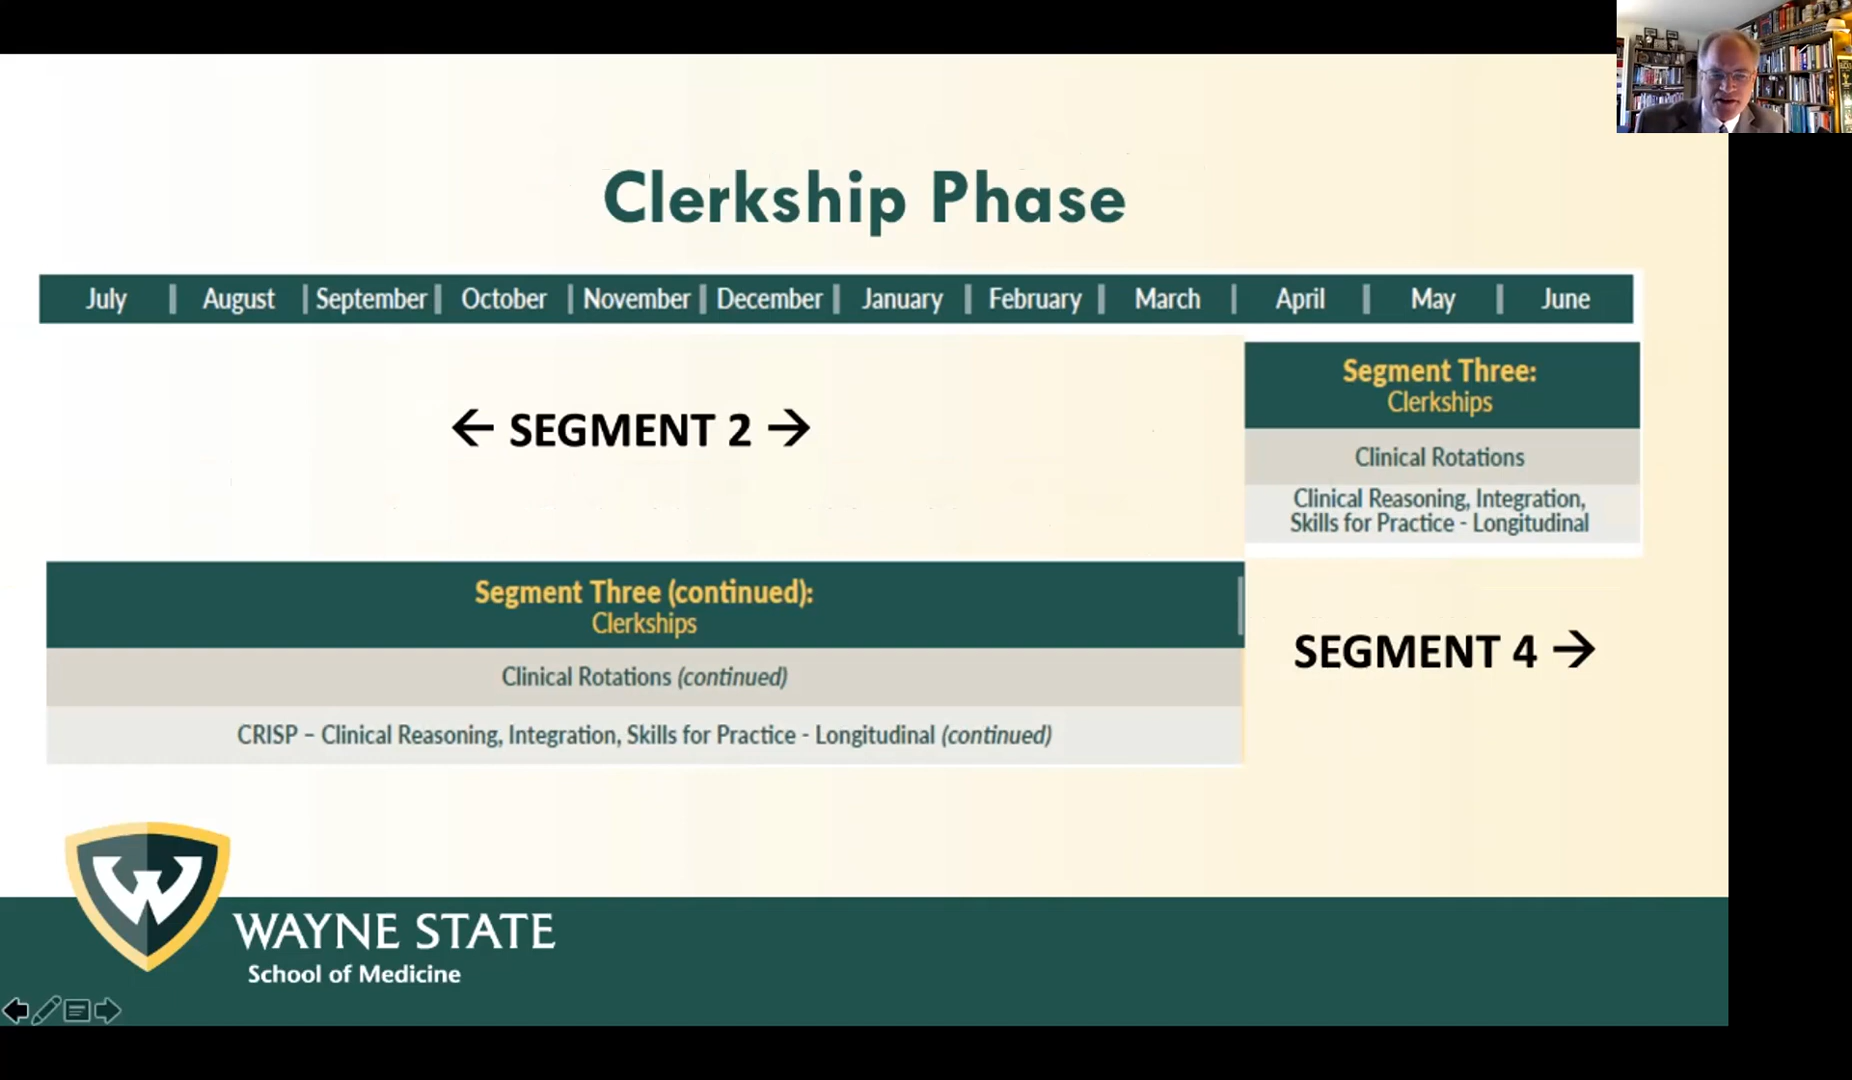 Clerkship Phase
July | August | September | October | November | December | January | February | March | April | May | June
← SEGMENT 2 →
Segment Three:
Clerkships
Clinical Rotations
Clinical Reasoning, Integration,
Skills for Practice - Longitudinal
Segment Three (continued):
Clerkships
Clinical Rotations (continued)
CRISP – Clinical Reasoning, Integration, Skills for Practice - Longitudinal (continued)
SEGMENT 4 →
W
WAYNE STATE
School of Medicine